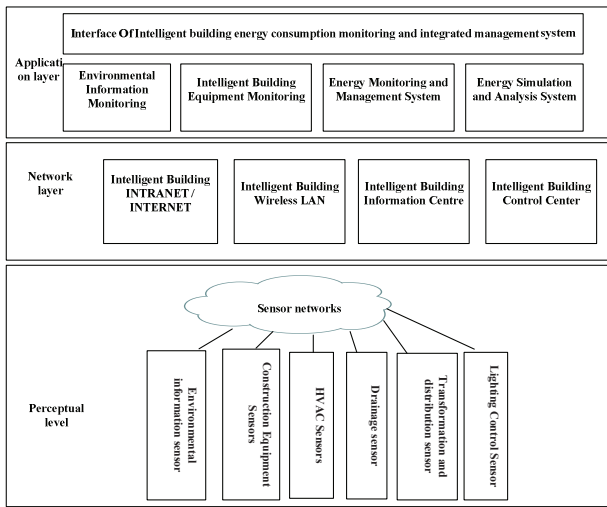 Interface Of Intelligent building energy consumption monitoring and integrated management system
Applicati
on layer
Environmental
Information
Monitoring
Intelligent Building
Equipment Monitoring
Energy Monitoring and
Management System
Energy Simulation
and Analysis System
Network
layer
Intelligent Building
INTRANET /
INTERNET
Intelligent Building
Wireless LAN
Intelligent Building
Information Centre
Intelligent Building
Control Center
Sensor networks
Perceptual
level
Environmental
information sensor
Construction Equipment
Sensors
HVAC Sensors
Drainage sensor
Transformation and
distribution sensor
Lighting Control Sensor